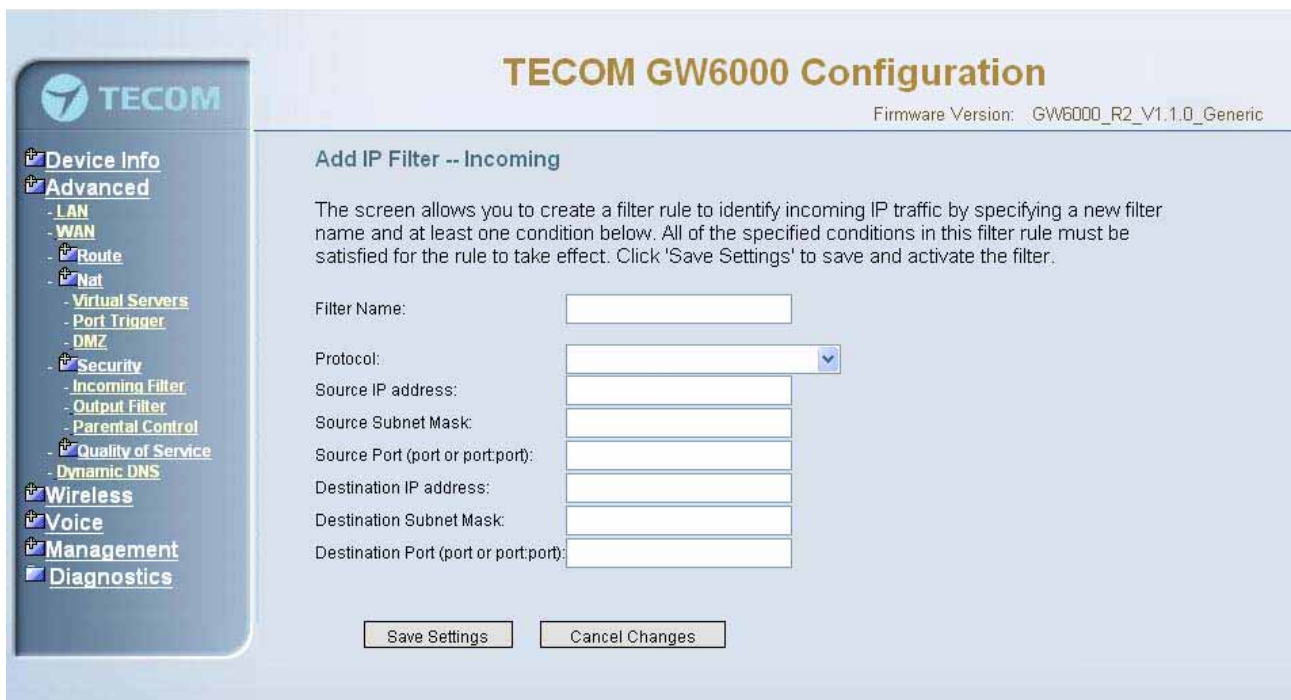 TECOM
TECOM GW6000 Configuration
Firmware Version: GW6000_R2_V1.1.0_Generic
Device Info
Advanced
- LAN
- WAN
- Route
- Nat
- Virtual Servers
- Port Trigger
- DMZ
- Security
- Incoming Filter
- Output Filter
- Parental Control
- Quality of Service
- Dynamic DNS
Wireless
Voice
Management
Diagnostics
Add IP Filter -- Incoming
The screen allows you to create a filter rule to identify incoming IP traffic by specifying a new filter
name and at least one condition below. All of the specified conditions in this filter rule must be
satisfied for the rule to take effect. Click 'Save Settings' to save and activate the filter.
Filter Name:
Protocol:
Source IP address:
Source Subnet Mask:
Source Port (port or port:port):
Destination IP address:
Destination Subnet Mask:
Destination Port (port or port:port):
Save Settings
Cancel Changes